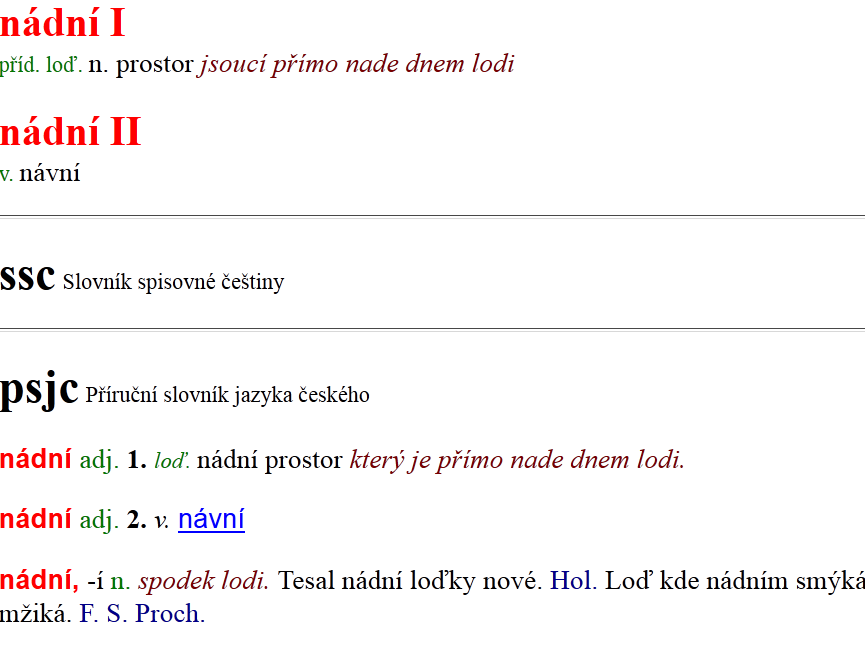 nádní I
příd. loď. n. prostor jsoucí přímo nade dnem lodi
nádní II
v. návní
ssc Slovník spisovné češtiny
psjc Příruční slovník jazyka českého
nádní adj. 1. loď. nádní prostor který je přímo nade dnem lodi.
nádní adj. 2. v. návní
nádní, -í n. spodek lodi. Tesal nádní loďky nové. Hol. Loď kde nádním smýká
mžiká. F. S. Proch.